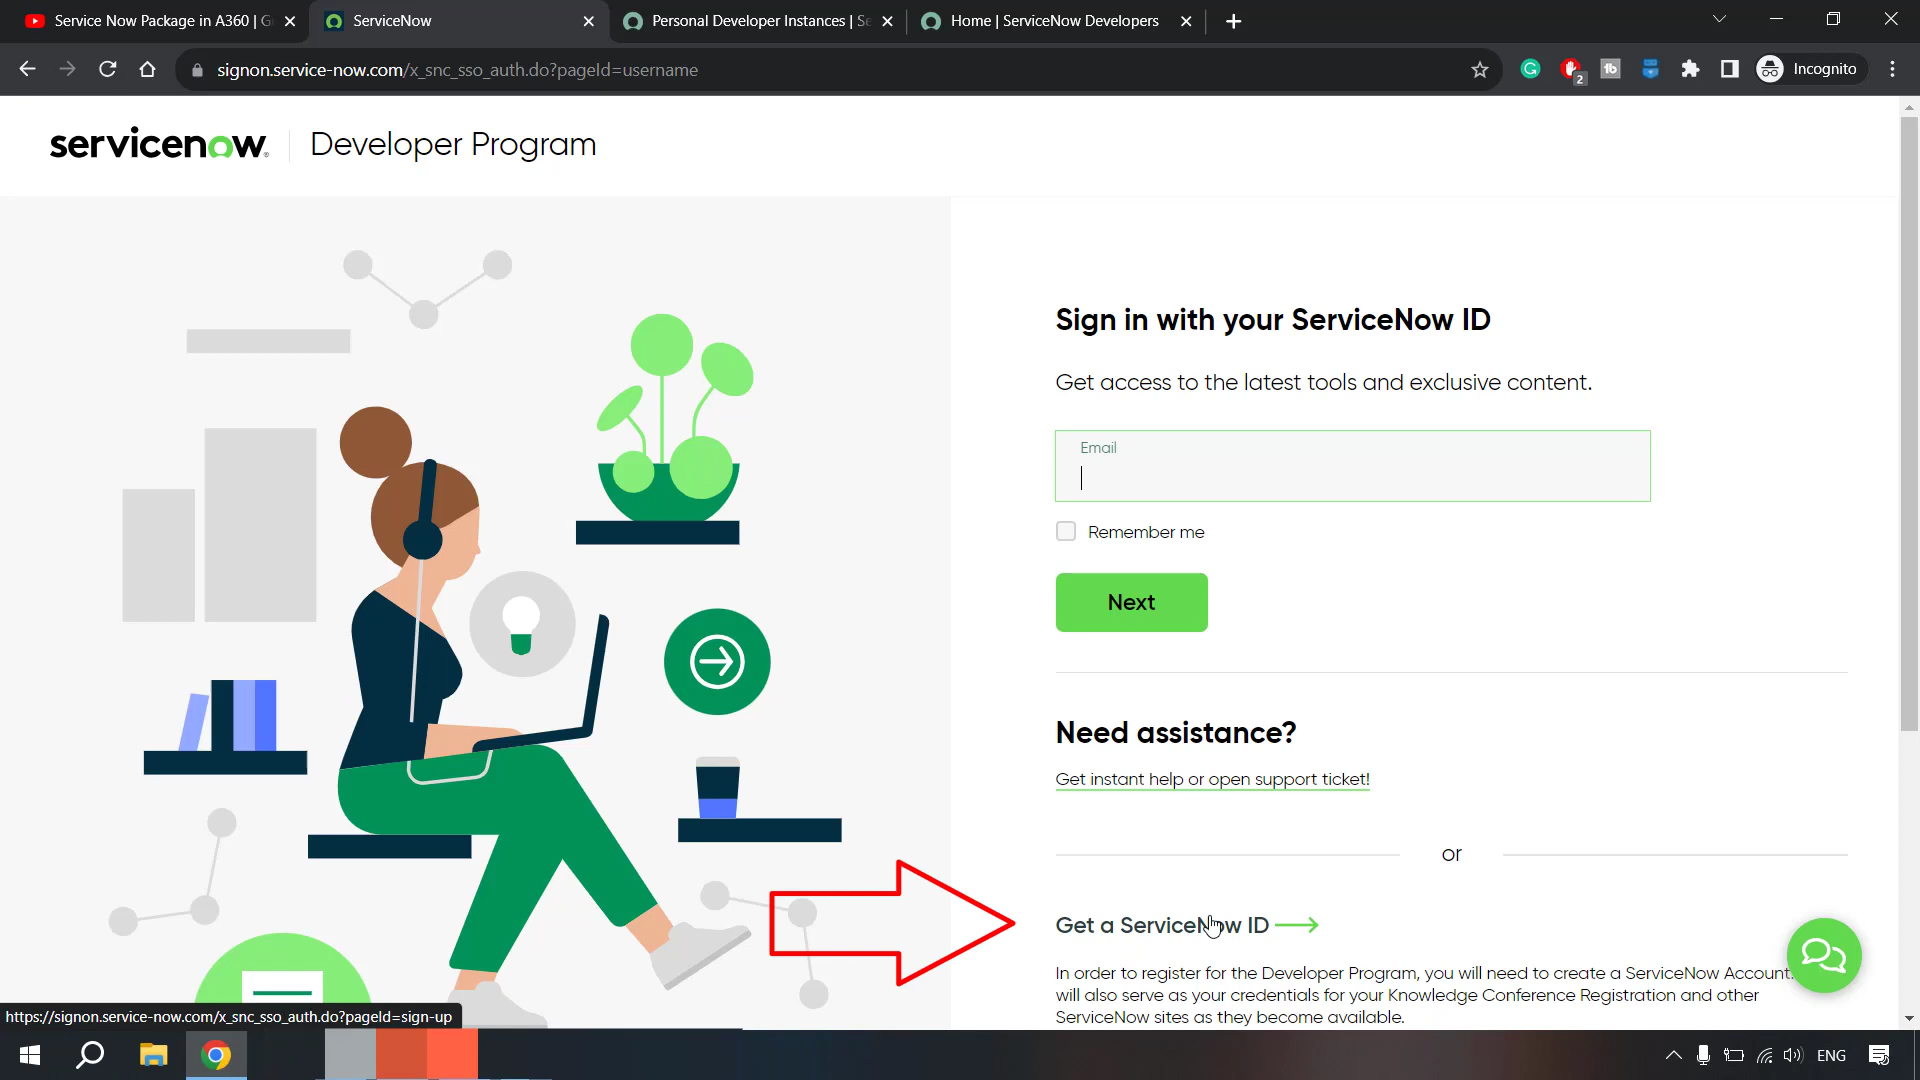 Service Now Package in A360 | G
ServiceNow
Personal Developer Instances | Se
Home | ServiceNow Developers
signon.service-now.com/x_snc_sso_auth.do?pageId=username
2
Incognito
servicenow
Developer Program
Sign in with your ServiceNow ID
Get access to the latest tools and exclusive content.
Email
Remember me
Next
Need assistance?
Get instant help or open support ticket!
or
Get a ServiceNow ID
In order to register for the Developer Program, you will need to create a ServiceNow Account.
will also serve as your credentials for your Knowledge Conference Registration and other
ServiceNow sites as they become available.
https://signon.service-now.com/x_snc_sso_auth.do?pageId=sign-up
ENG